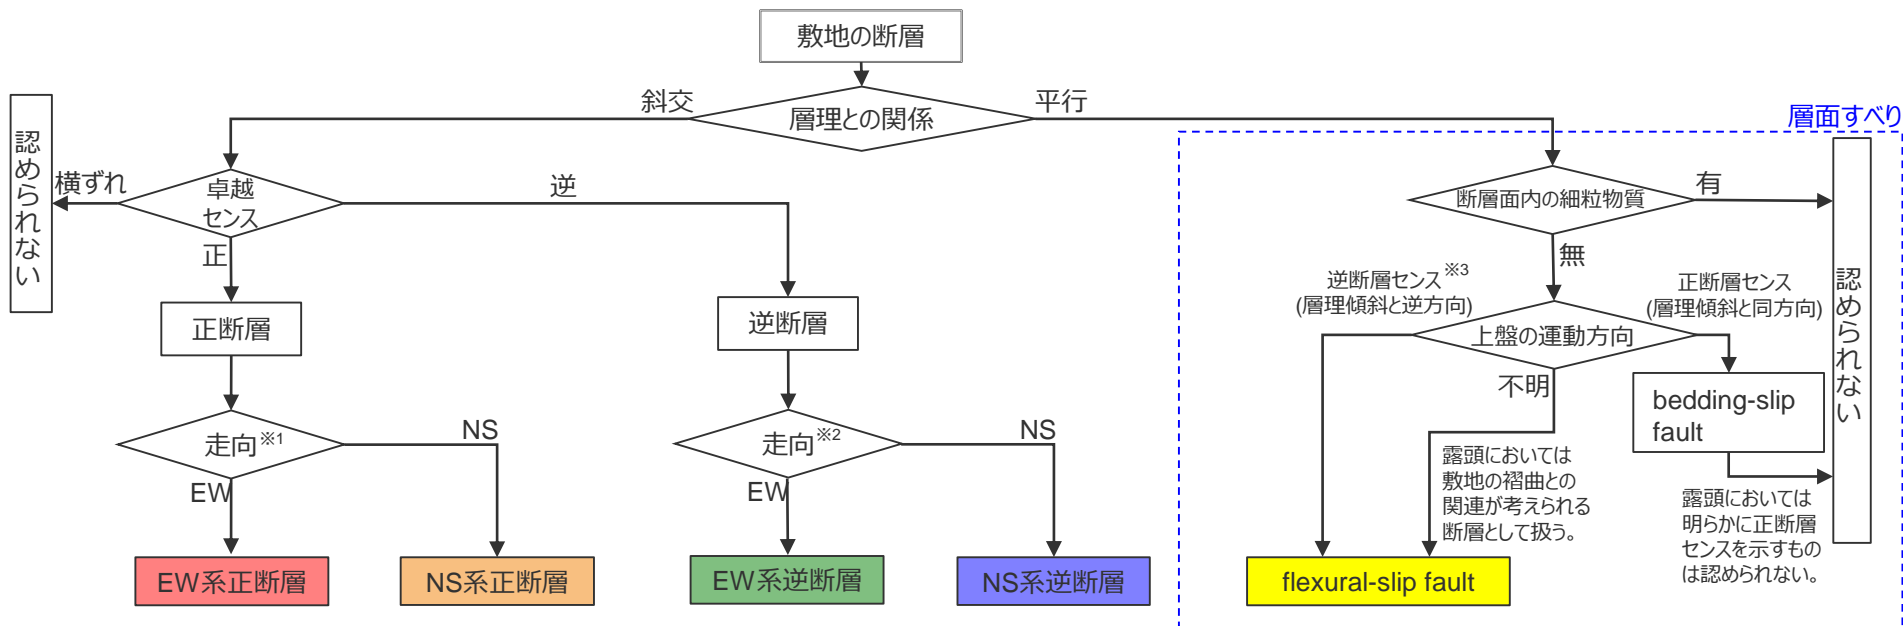 敷地の断層
層理との関係
斜交
平行
層面すべり
認められない
横ずれ
卓越
センス
逆
正
正断層
逆断層
走向※1
NS
EW
走向※2
NS
EW
EW系正断層
NS系正断層
EW系逆断層
NS系逆断層
断層面内の細粒物質
有
無
逆断層センス※3
(層理傾斜と逆方向)
正断層センス
(層理傾斜と同方向)
上盤の運動方向
不明
bedding-slip
fault
認められない
露頭においては
敷地の褶曲との
関連が考えられる
断層として扱う。
露頭においては
明らかに正断層
センスを示すもの
は認められない。
flexural-slip fault